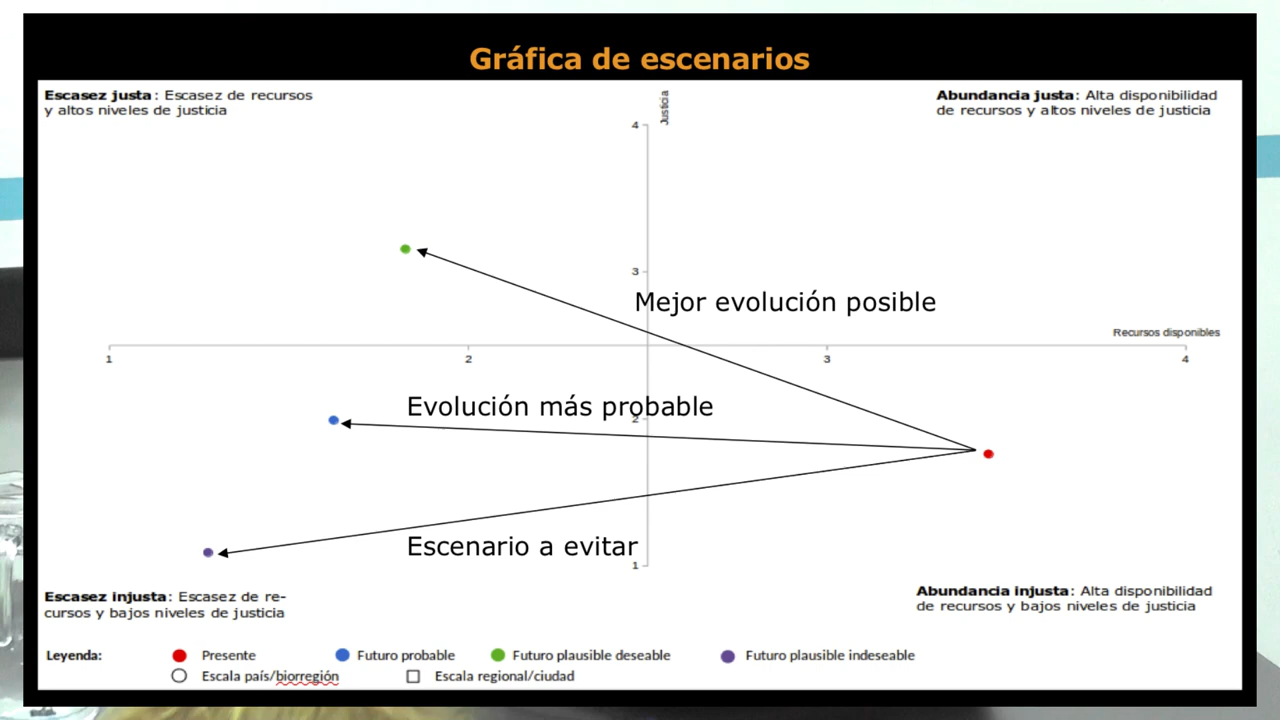 Gráfica de escenarios
Escasez justa: Escasez de recursos
y altos niveles de justicia
Justicia
Abundancia justa: Alta disponibilidad
de recursos y altos niveles de justicia
4
3
Mejor evolución posible
Recursos disponibles
1
2
3
4
Evolución más probable
2
Escenario a evitar
1
Escasez injusta: Escasez de re-
cursos y bajos niveles de justicia
Abundancia injusta: Alta disponibilidad
de recursos y bajos niveles de justicia
Leyenda: Presente Futuro probable Futuro plausible deseable Futuro plausible indeseable
Escala país/biorregión Escala regional/ciudad